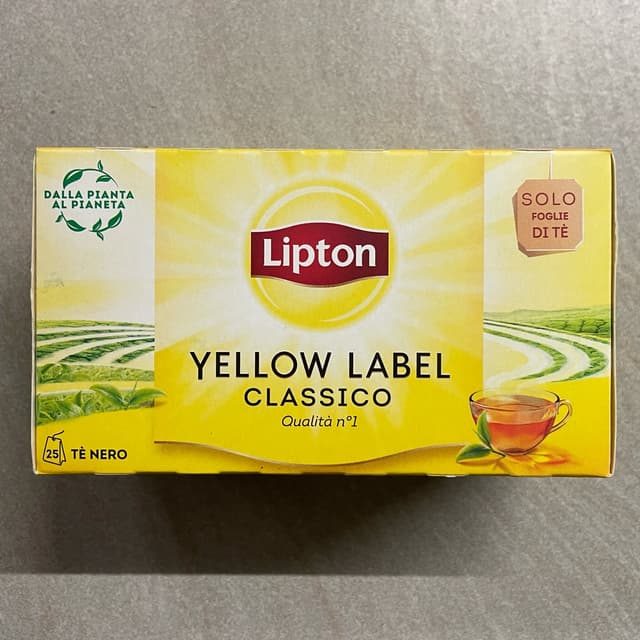 DALLA PIANTA
AL PIANETA
Lipton
SOLO
FOGLIE
DI TÈ
YELLOW LABEL
CLASSICO
Qualità n°1
25 TÈ NERO